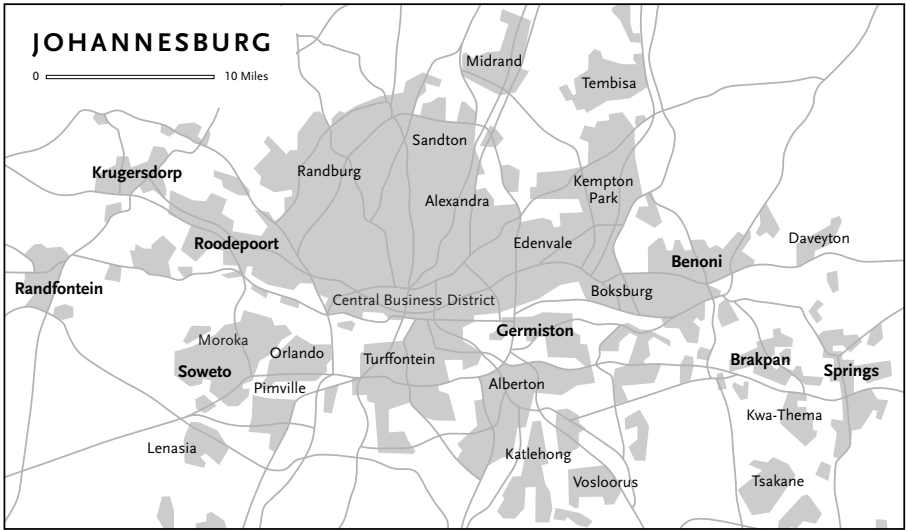 JOHANNESBURG
0 10 Miles
Midrand
Tembisa
Sandton
Krugersdorp
Randburg
Kempton
Park
Alexandra
Roodepoort
Edenvale
Daveyton
Benoni
Randfontein
Boksburg
Central Business District
Germiston
Moroka
Orlando
Turffontein
Brakpan
Soweto
Springs
Pimville
Alberton
Kwa-Thema
Lenasia
Katlehong
Vosloorus
Tsakane